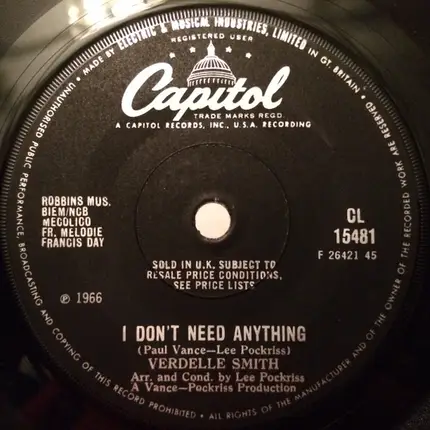 MADE BY ELECTRIC & MUSICAL INDUSTRIES, LIMITED IN GT. BRITAIN • ALL RIGHTS OF THE MANUFACTURER AND OF THE OWNER OF THE RECORDED WORK ARE RESERVED
UNAUTHORISED PUBLIC PERFORMANCE, BROADCASTING AND COPYING OF THIS RECORD PROHIBITED •
REGISTERED USER
Capitol
TRADE MARKS REGD.
A CAPITOL RECORDS, INC., U.S.A. RECORDING
ROBBINS MUS.
BIEM/NCB
MECOLICO
FR. MELODIE
FRANCIS DAY
CL
15481
F 26421 45
SOLD IN U.K. SUBJECT TO
RESALE PRICE CONDITIONS,
SEE PRICE LISTS
℗ 1966
I DON'T NEED ANYTHING
(Paul Vance—Lee Pockriss)
VERDELLE SMITH
Arr. and Cond. by Lee Pockriss
A Vance—Pockriss Production